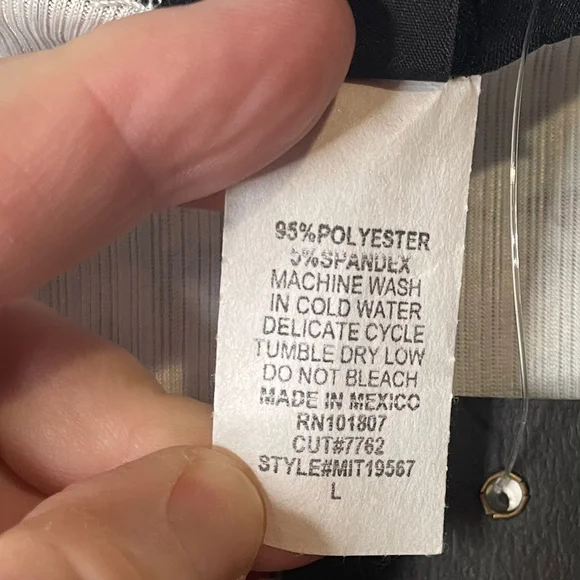 95%POLYESTER
5%SPANDEX
MACHINE WASH
IN COLD WATER
DELICATE CYCLE
TUMBLE DRY LOW
DO NOT BLEACH
MADE IN MEXICO
RN101807
CUT#7762
STYLE#MIT19567
L